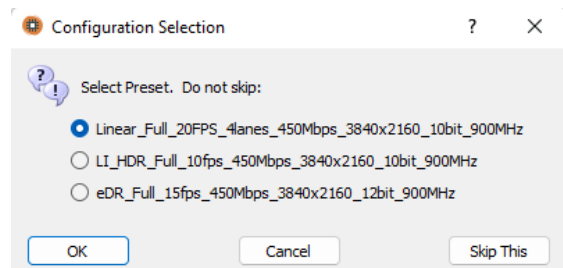 Configuration Selection
Select Preset. Do not skip:
Linear_Full_20FPS_4lanes_450Mbps_3840x2160_10bit_900MHz
LI_HDR_Full_10fps_450Mbps_3840x2160_10bit_900MHz
eDR_Full_15fps_450Mbps_3840x2160_12bit_900MHz
OK Cancel Skip This